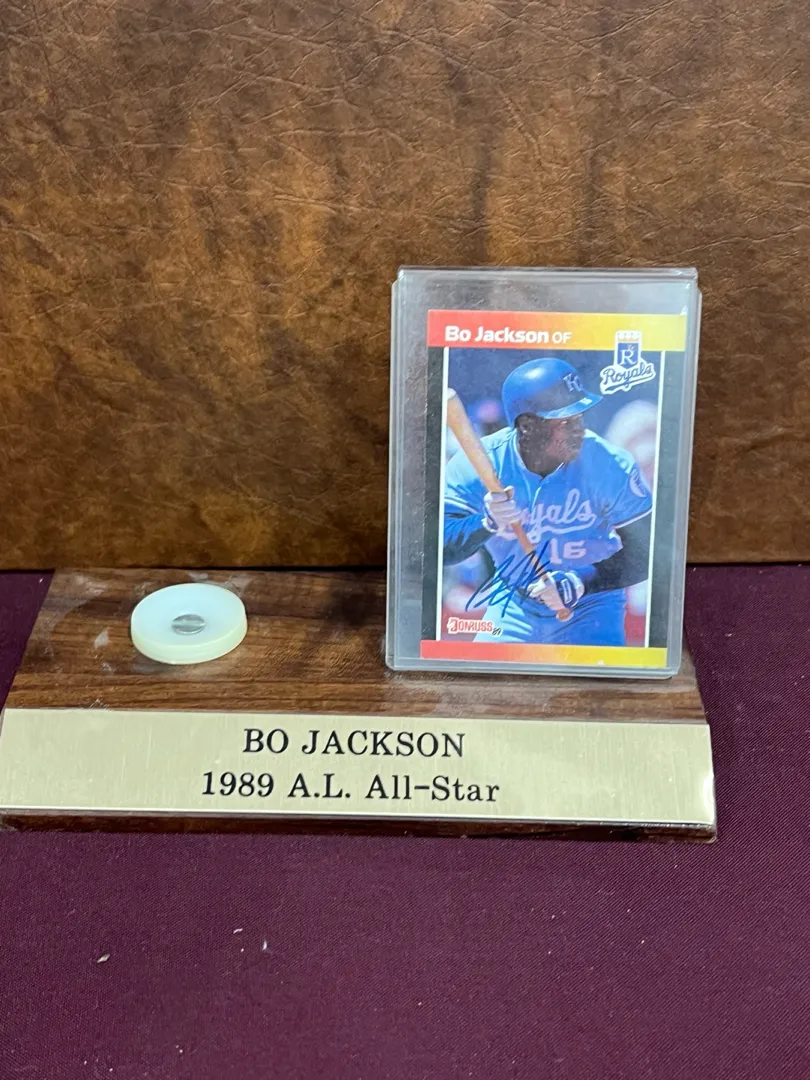 Bo Jackson OF
R
Royals
KC
Royals
16
DONRUSS 89
BO JACKSON
1989 A.L. All-Star